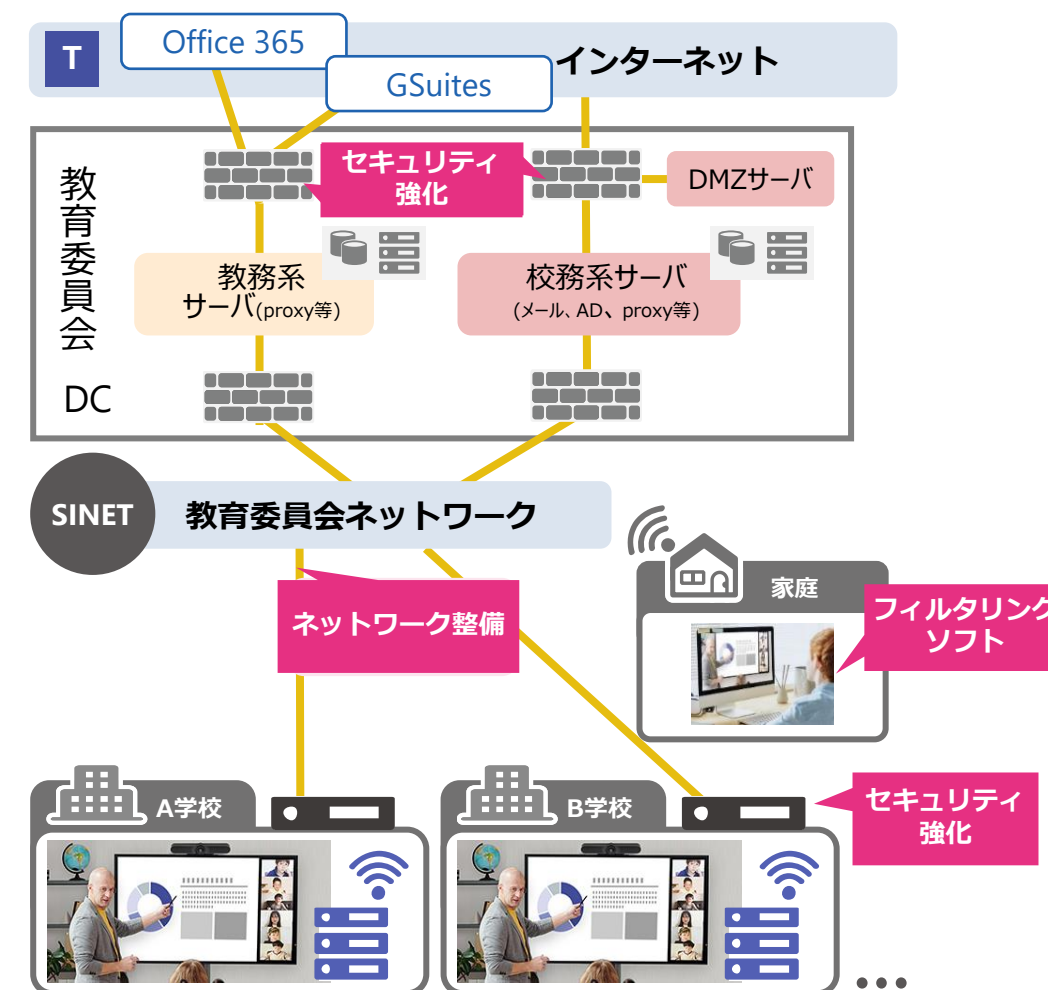 T
Office 365
GSuites
インターネット
セキュリティ
強化
DMZサーバ
教育委員会
DC
教務系
サーバ(proxy等)
校務系サーバ
(メール、AD、proxy等)
SINET
教育委員会ネットワーク
ネットワーク整備
家庭
フィルタリング
ソフト
A学校
B学校
セキュリティ
強化
•••